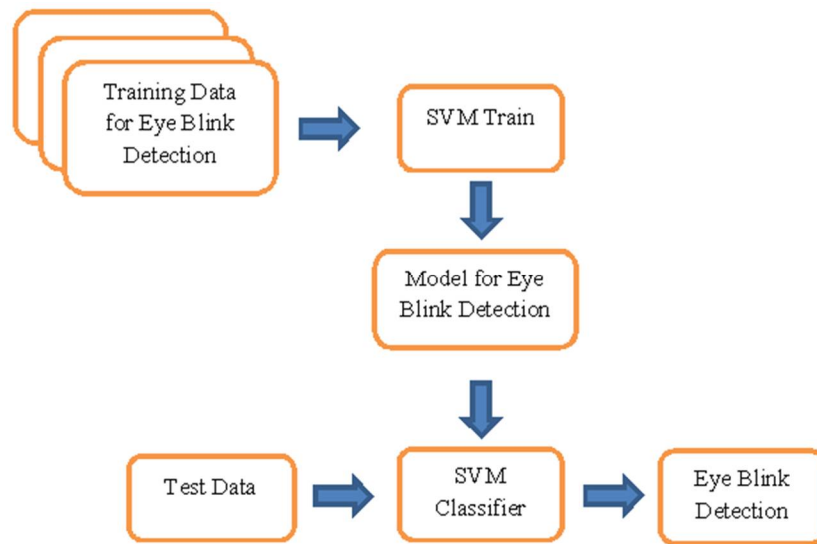 Training Data
for Eye Blink
Detection
SVM Train
Model for Eye
Blink Detection
Test Data
SVM
Classifier
Eye Blink
Detection